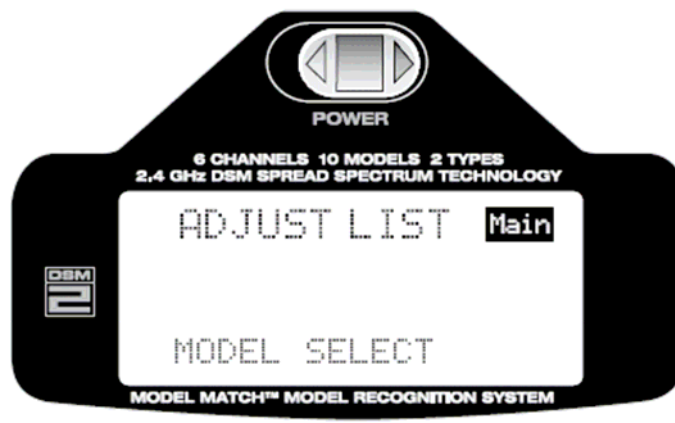 POWER
6 CHANNELS 10 MODELS 2 TYPES
2.4 GHz DSM SPREAD SPECTRUM TECHNOLOGY
ADJUST LIST Main
DSM
2
MODEL SELECT
MODEL MATCH™ MODEL RECOGNITION SYSTEM